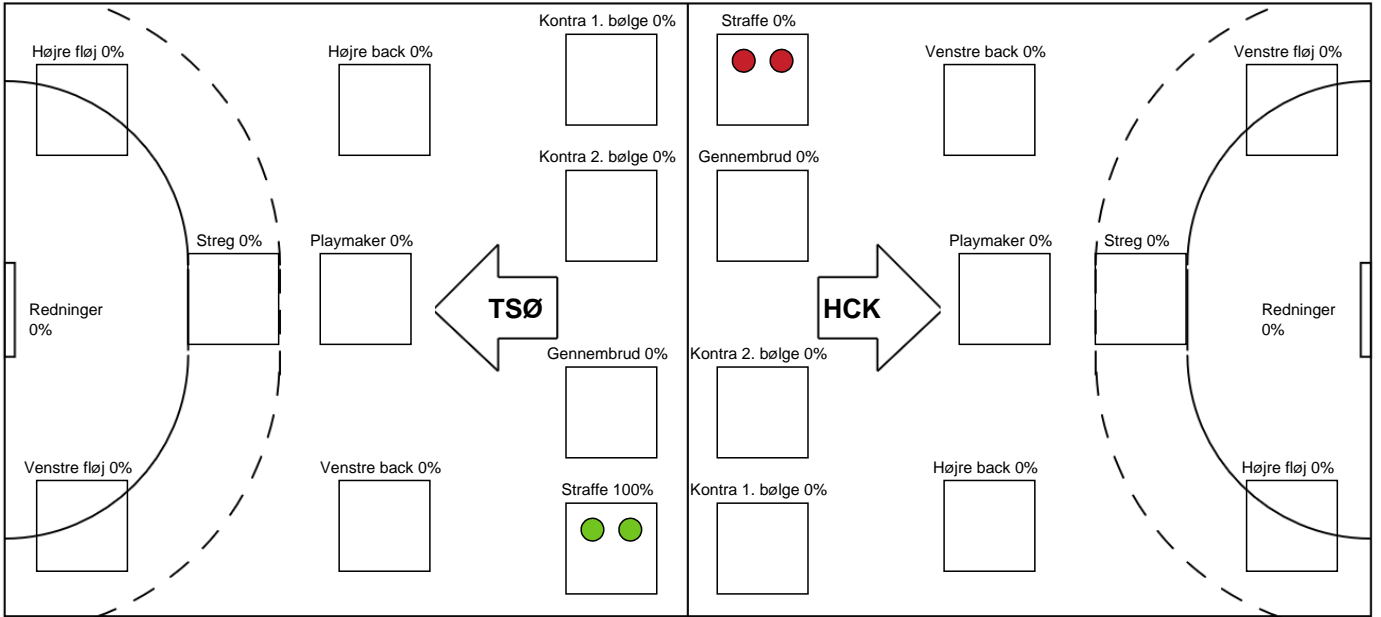 Kontra 1. bølge 0%
Straffe 0%
Højre fløj 0%
Højre back 0%
Venstre back 0%
Venstre fløj 0%
Kontra 2. bølge 0%
Gennembrud 0%
Streg 0%
Playmaker 0%
Playmaker 0%
Streg 0%
Redninger
0%
TSØ
HCK
Redninger
0%
Gennembrud 0%
Kontra 2. bølge 0%
Venstre fløj 0%
Venstre back 0%
Højre back 0%
Højre fløj 0%
Straffe 100%
Kontra 1. bølge 0%